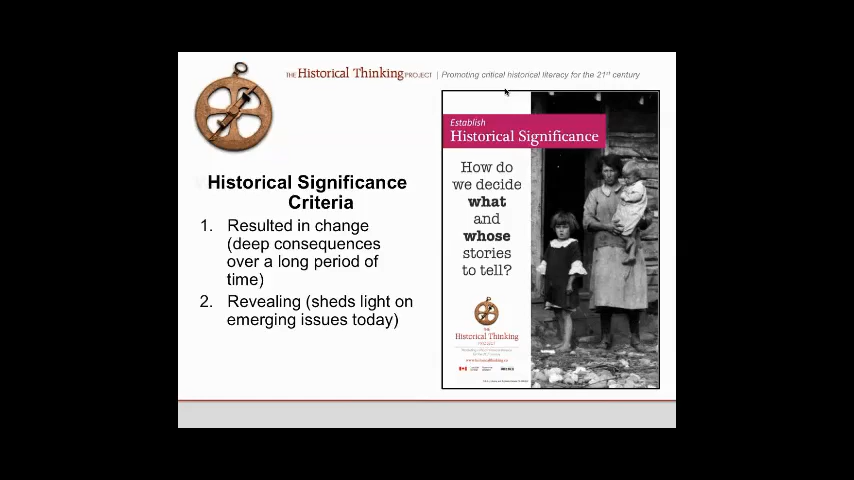 THE Historical Thinking PROJECT | Promoting critical historical literacy for the 21st century
Historical Significance
Criteria
1. Resulted in change
(deep consequences
over a long period of
time)
2. Revealing (sheds light on
emerging issues today)
Establish
Historical Significance
How do
we decide
what
and
whose
stories
to tell?
THE
Historical Thinking
PROJECT